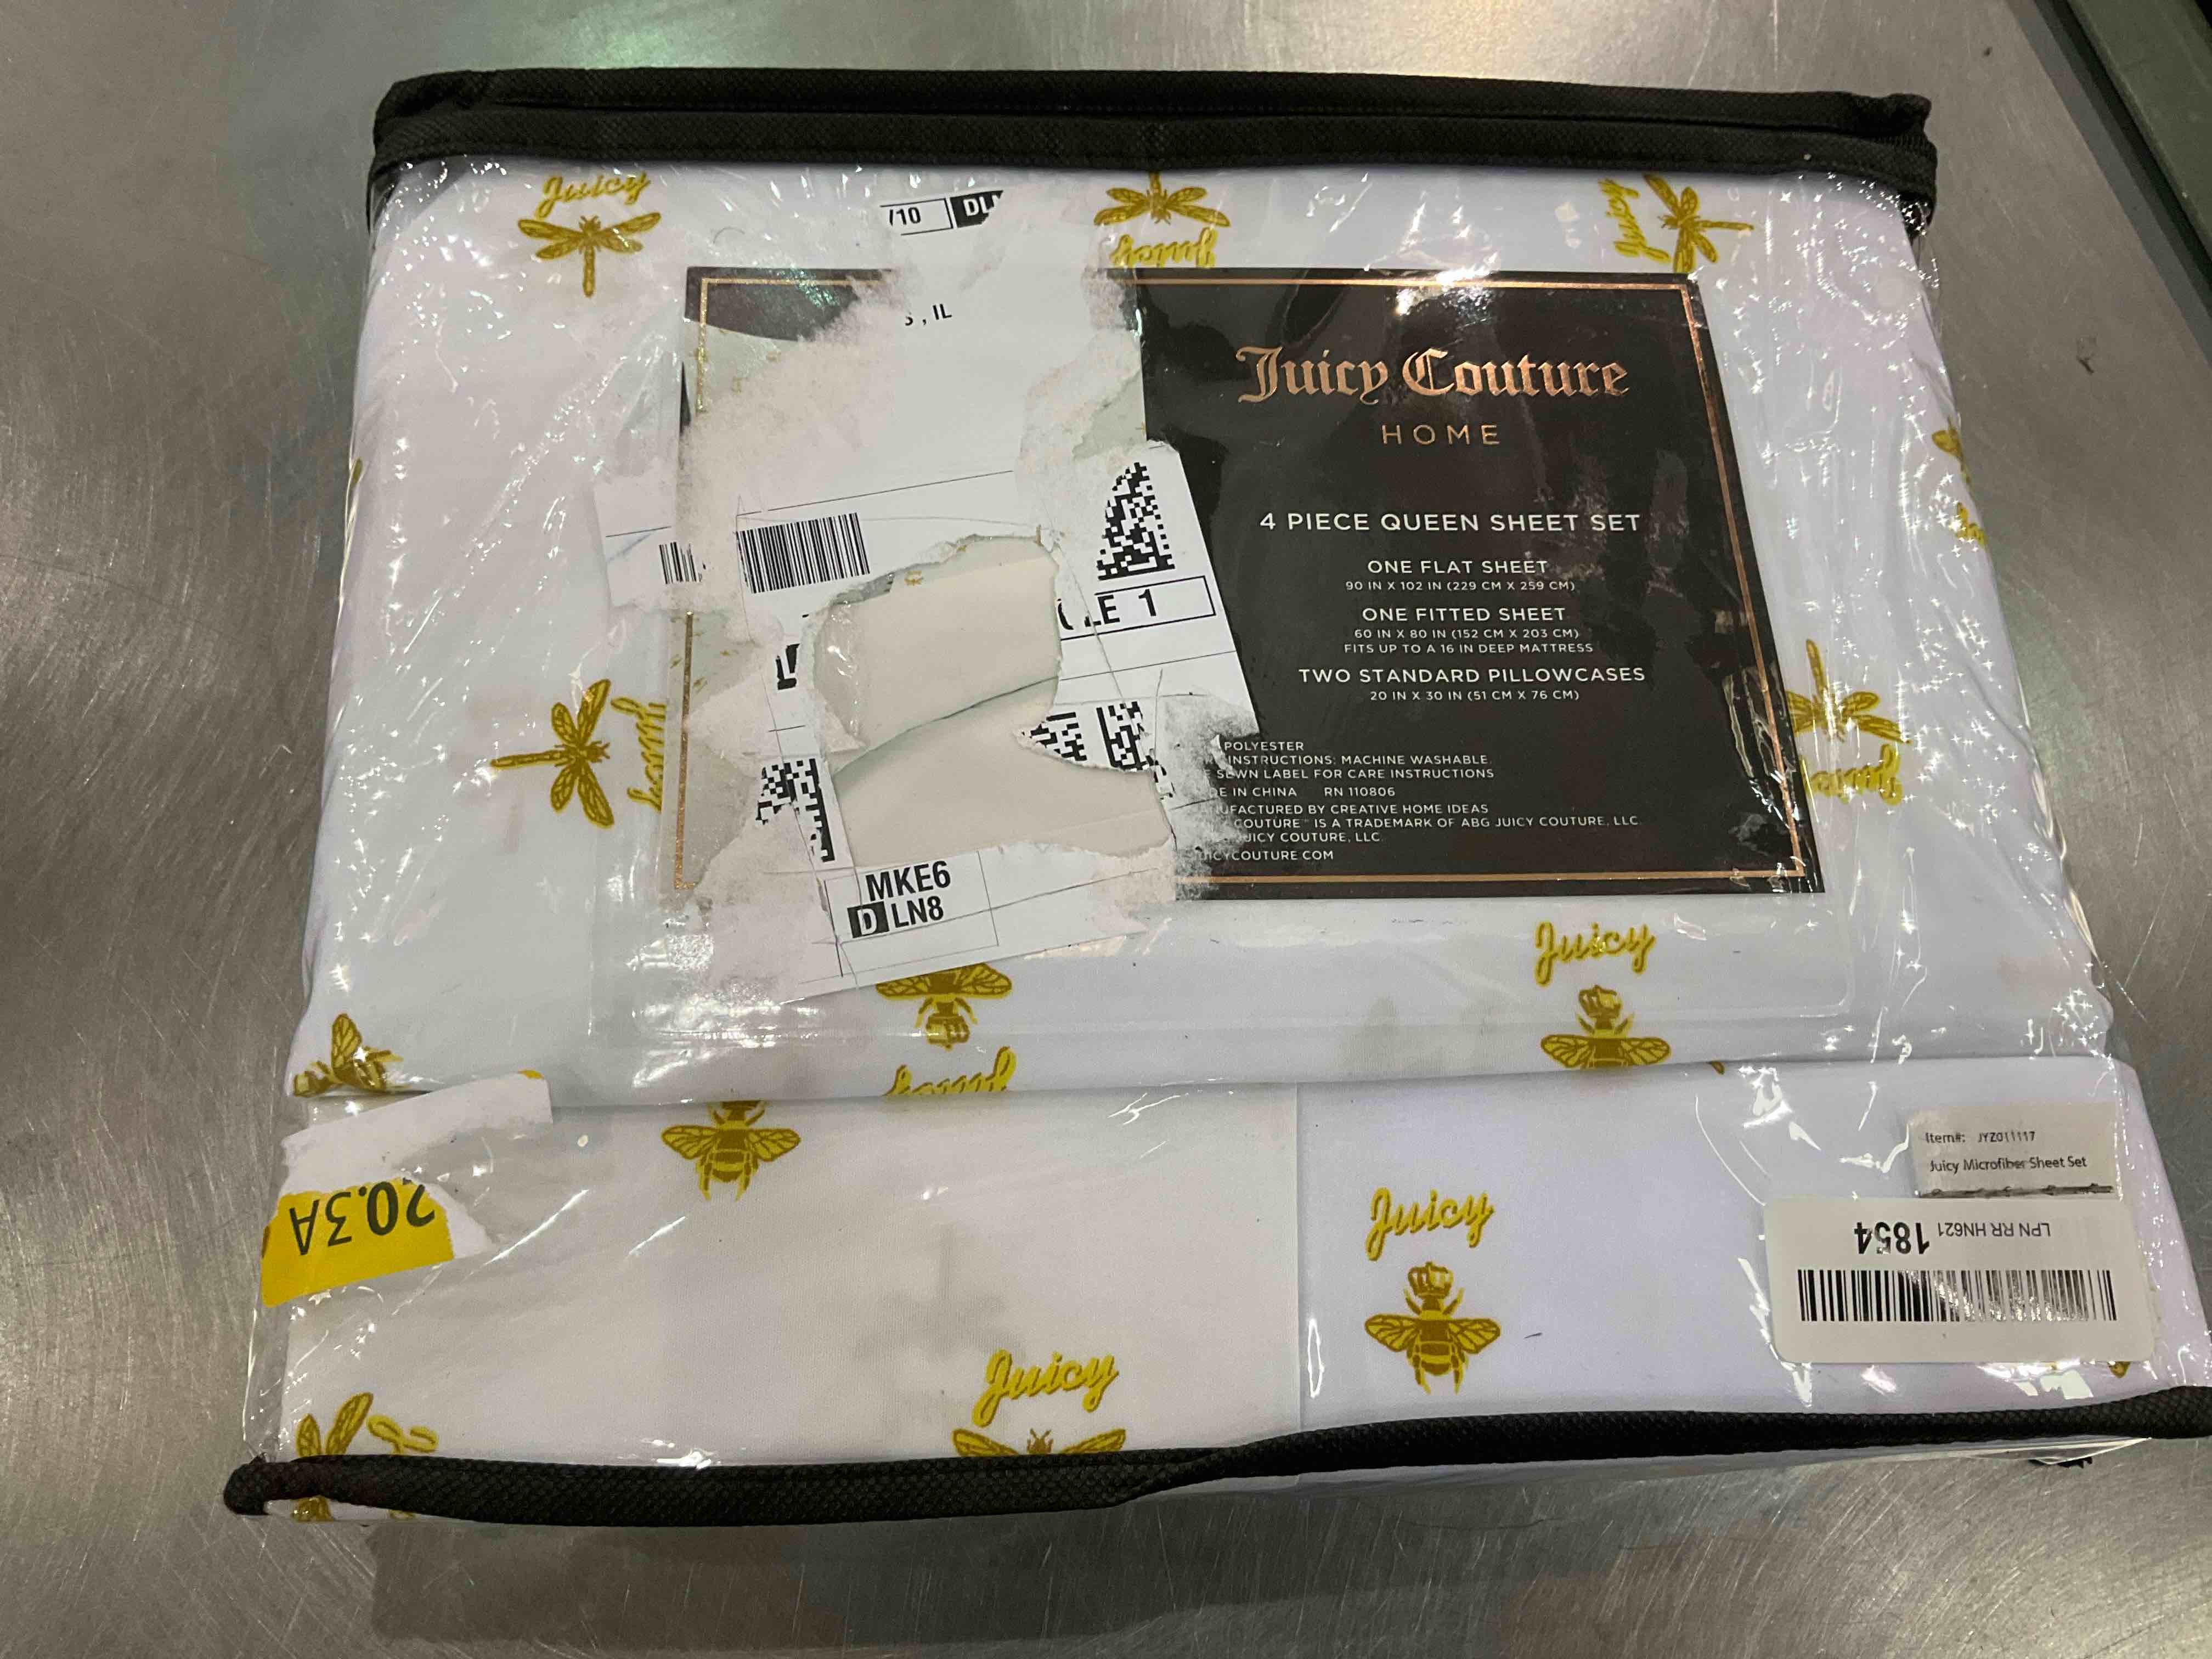 Juicy
Juicy
Juicy
/10
, IL
Juicy Couture
HOME
4 PIECE QUEEN SHEET SET
ONE FLAT SHEET
90 IN X 102 IN (229 CM X 259 CM)
ONE FITTED SHEET
60 IN X 80 IN (152 CM X 203 CM)
FITS UP TO A 16 IN DEEP MATTRESS
TWO STANDARD PILLOWCASES
20 IN X 30 IN (51 CM X 76 CM)
POLYESTER
INSTRUCTIONS: MACHINE WASHABLE.
SEWN LABEL FOR CARE INSTRUCTIONS
IN CHINA RN 110806
BY CREATIVE HOME IDEAS
COUTURE™ IS A TRADEMARK OF ABG JUICY COUTURE, LLC.
JUICY COUTURE, LLC.
LE 1
MKE6
D LN8
Juicy
Juicy
Juicy
Juicy
20.3A
Item#: JYZ011117
Juicy Microfiber Sheet Set
LPN RR HN621
1854
Juicy
Juicy